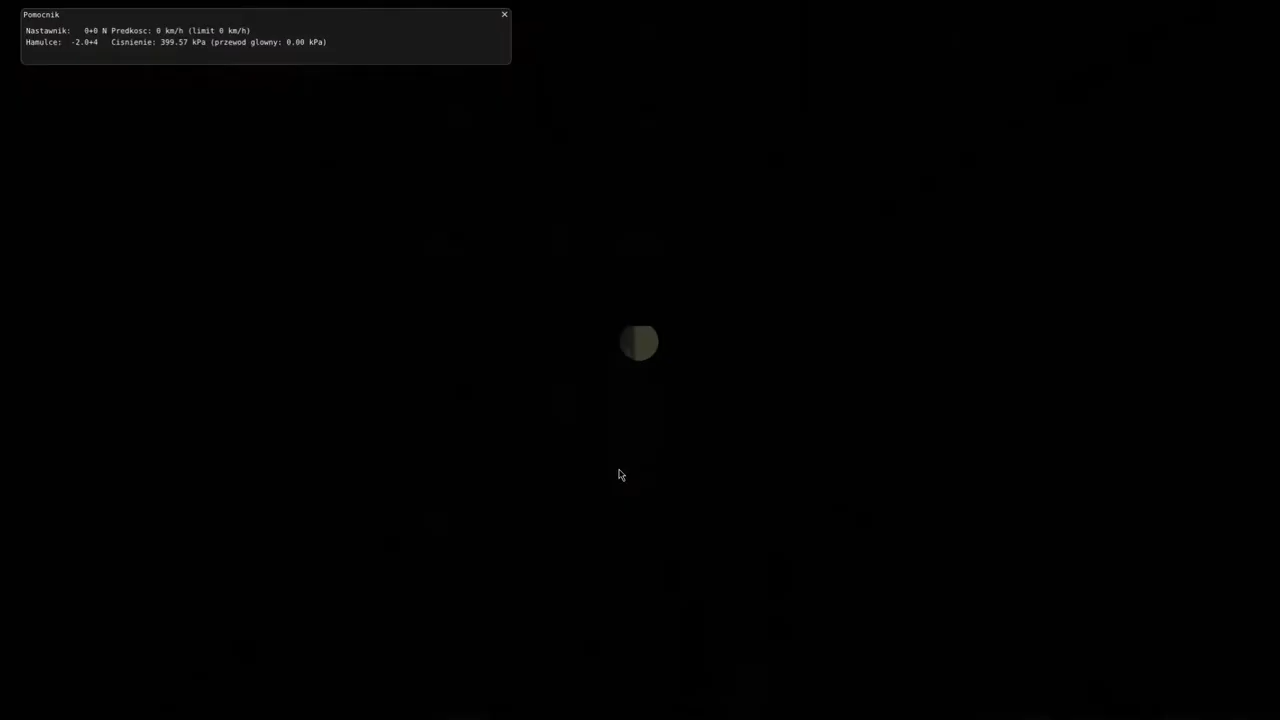 Pomocnik
Nastawnik: 0+0 N Predkosc: 0 km/h (limit 0 km/h)
Hamulce: -2.0+4 Cisnienie: 399.57 kPa (przewod glowny: 0.00 kPa)